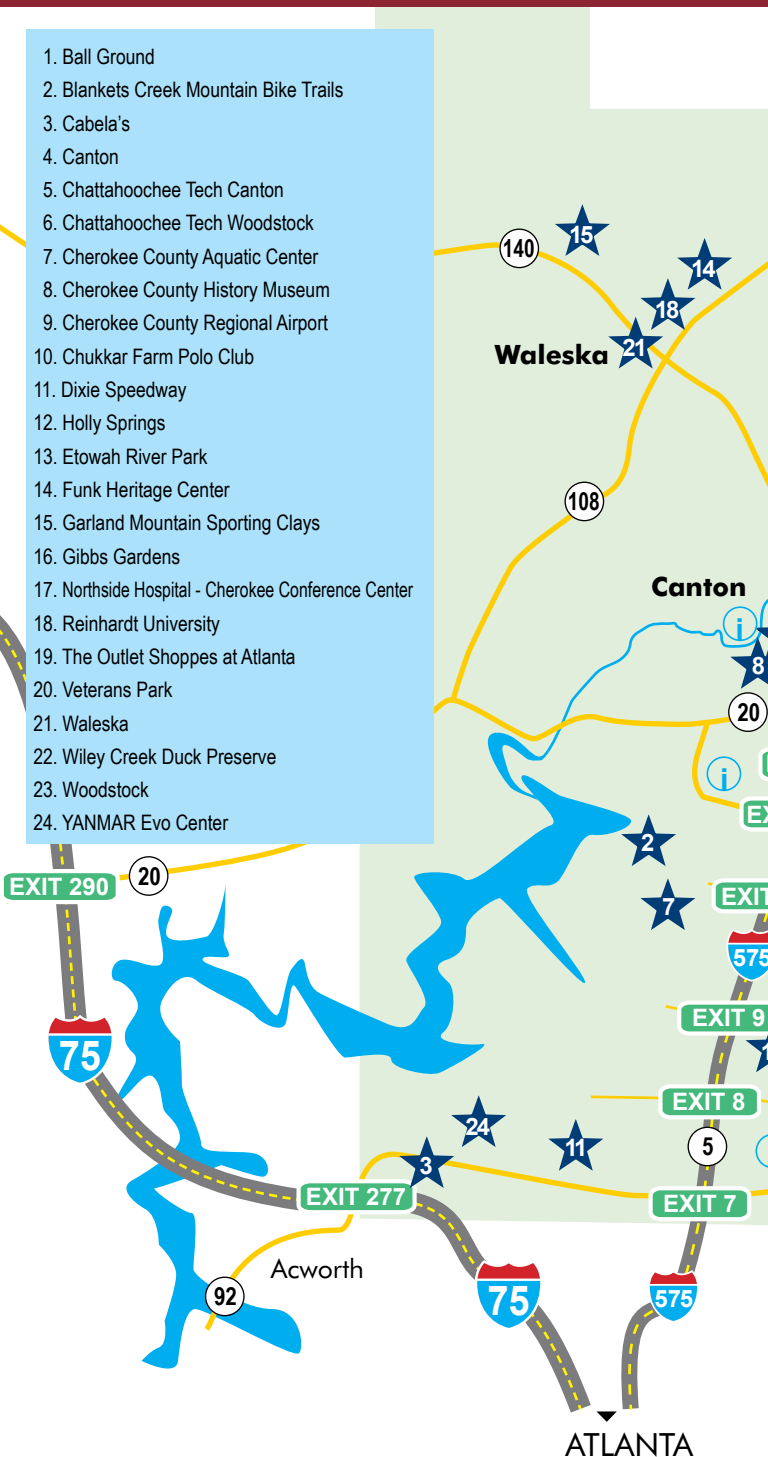 1. Ball Ground
2. Blankets Creek Mountain Bike Trails
3. Cabela's
4. Canton
5. Chattahoochee Tech Canton
6. Chattahoochee Tech Woodstock
7. Cherokee County Aquatic Center
8. Cherokee County History Museum
9. Cherokee County Regional Airport
10. Chukkar Farm Polo Club
11. Dixie Speedway
12. Holly Springs
13. Etowah River Park
14. Funk Heritage Center
15. Garland Mountain Sporting Clays
16. Gibbs Gardens
17. Northside Hospital - Cherokee Conference Center
18. Reinhardt University
19. The Outlet Shoppes at Atlanta
20. Veterans Park
21. Waleska
22. Wiley Creek Duck Preserve
23. Woodstock
24. YANMAR Evo Center
15
140
14
18
Waleska 21
108
Canton
i
8
20
i
2
EXIT 290
20
EXIT
7
575
EXIT 9
75
EXIT 8
24
11
5
3
EXIT 277
EXIT 7
Acworth
92
75
575
ATLANTA